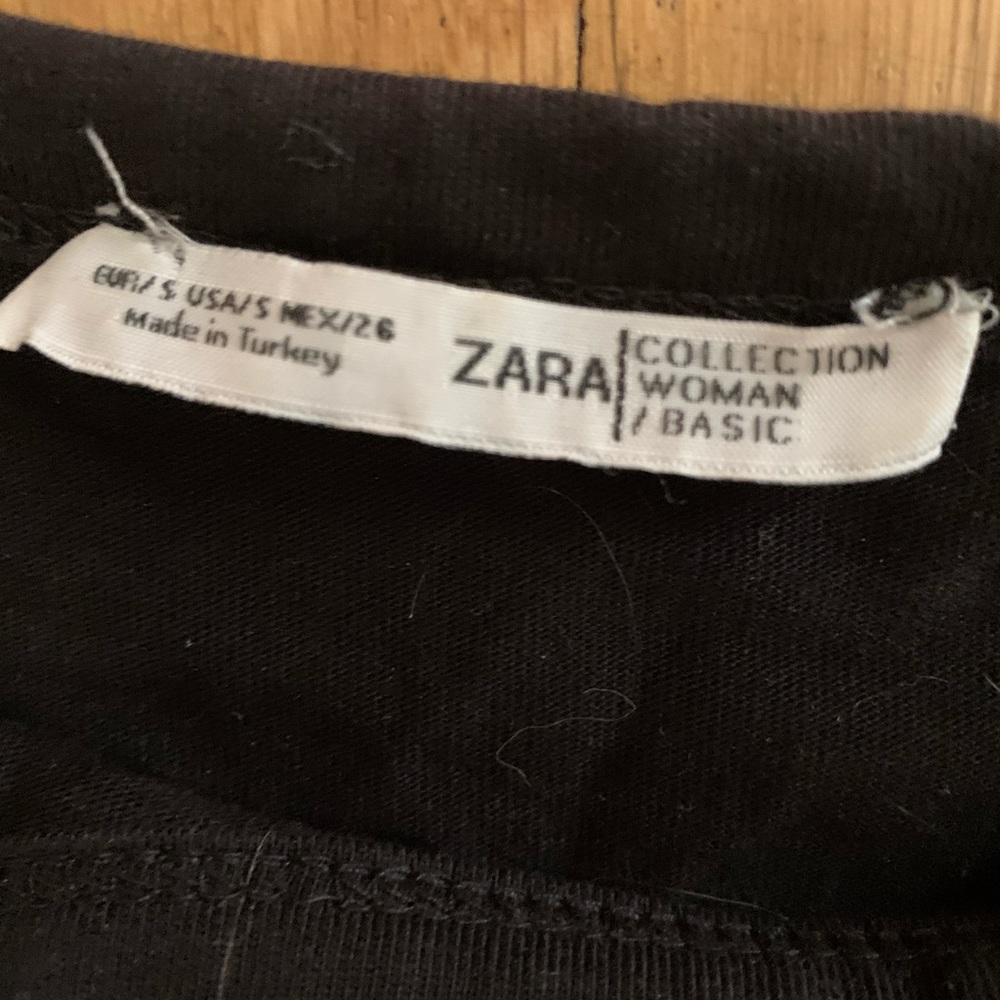 EUR/S USA/S MEX/26
Made in Turkey
ZARA
COLLECTION
WOMAN
/ BASIC